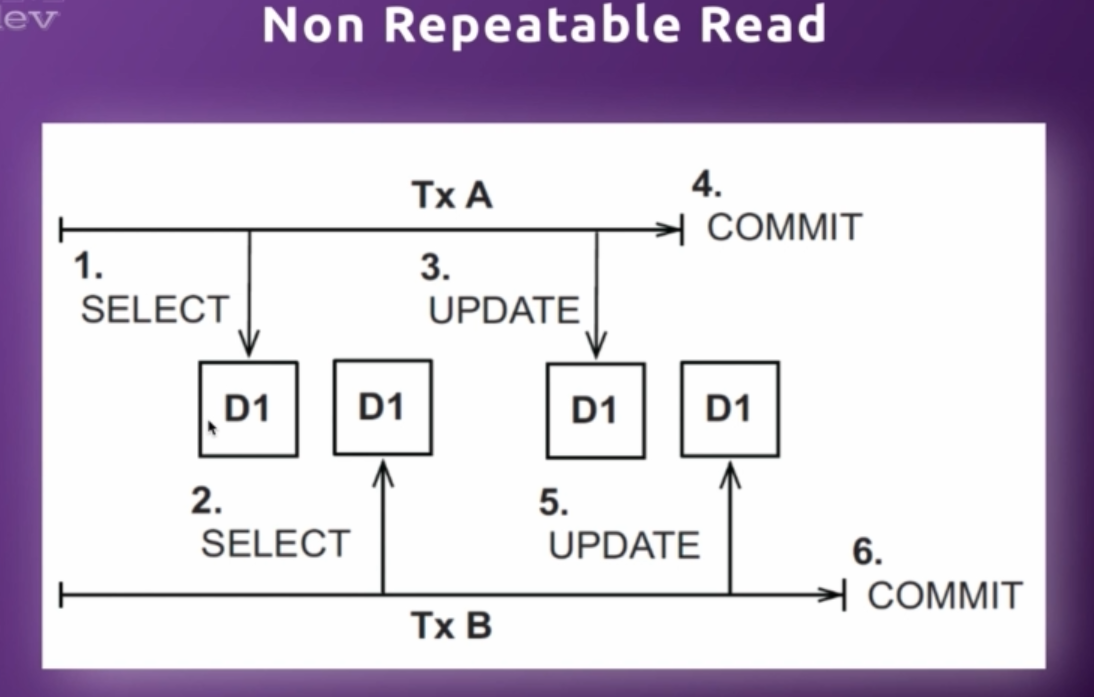 ev
Non Repeatable Read
Tx A
4.
COMMIT
1.
SELECT
3.
UPDATE
D1 D1 D1 D1
2.
SELECT
5.
UPDATE
6.
COMMIT
Tx B